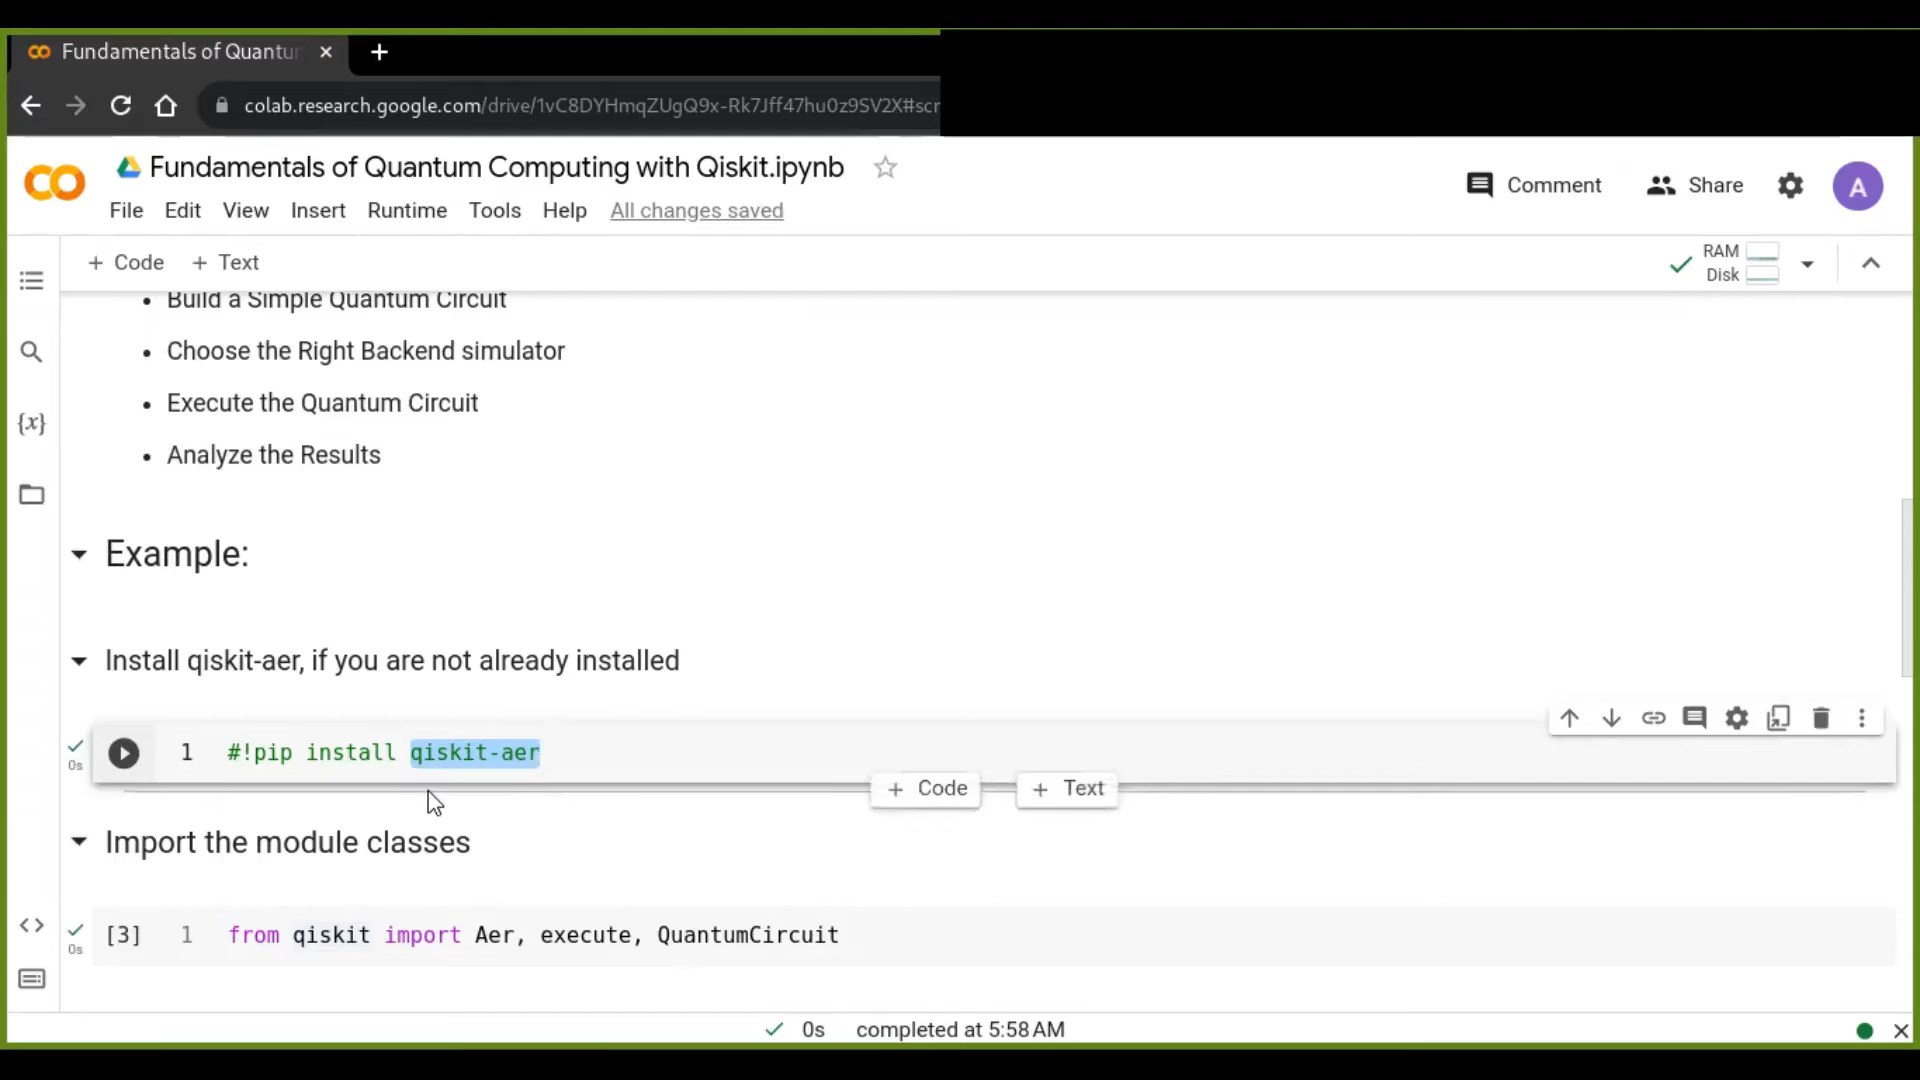 Fundamentals of Quantum
colab.research.google.com/drive/1vC8DYHmqZUgQ9x-Rk7Jff47hu0z9SV2X#scr
Fundamentals of Quantum Computing with Qiskit.ipynb
Comment
Share
A
File Edit View Insert Runtime Tools Help All changes saved
+ Code + Text
RAM
Disk
Build a Simple Quantum Circuit
Choose the Right Backend simulator
Execute the Quantum Circuit
Analyze the Results
Example:
Install qiskit-aer, if you are not already installed
0s
1 #!pip install qiskit-aer
+ Code + Text
Import the module classes
0s
[3] 1 from qiskit import Aer, execute, QuantumCircuit
0s completed at 5:58 AM